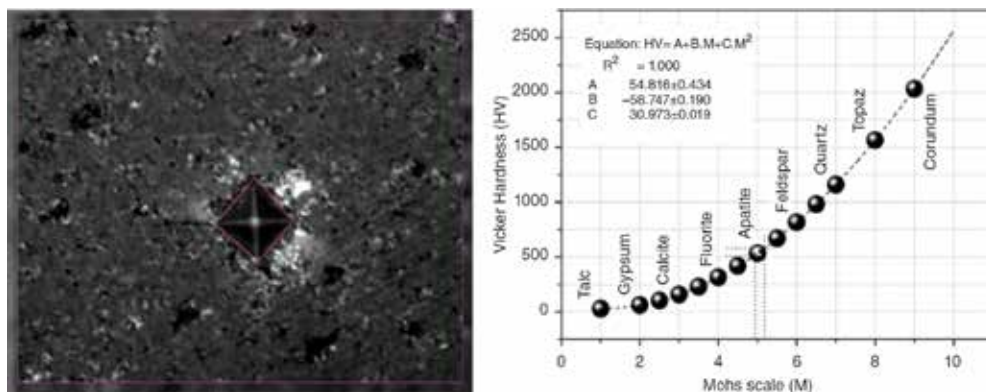 2500
2000
1500
1000
500
0
Vicker Hardness (HV)
Equation: HV= A+B.M+C.M²
R² = 1.000
A 54.816±0.434
B −58.747±0.190
C 30.973±0.019
Talc
Gypsum
Calcite
Fluorite
Apatite
Feldspar
Quartz
Topaz
Corundum
0 2 4 6 8 10
Mohs scale (M)